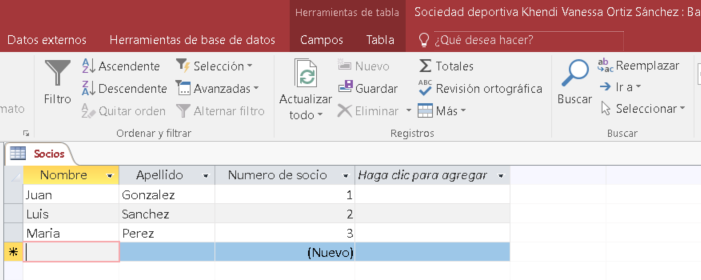 Herramientas de tabla Sociedad deportiva Khendi Vanessa Ortiz Sánchez : Ba
Datos externos Herramientas de base de datos Campos Tabla ¿Qué desea hacer?
Filtro
Ascendente
Descendente
Quitar orden
Selección
Avanzadas
Alternar filtro
mato
Ordenar y filtrar
Actualizar
todo
Nuevo
Guardar
Eliminar
Totales
Revisión ortográfica
Más
Registros
Buscar
Reemplazar
Ir a
Seleccionar
Buscar
Socios
Nombre Apellido Numero de socio Haga clic para agregar
Juan Gonzalez 1
Luis Sanchez 2
Maria Perez 3
* (Nuevo)